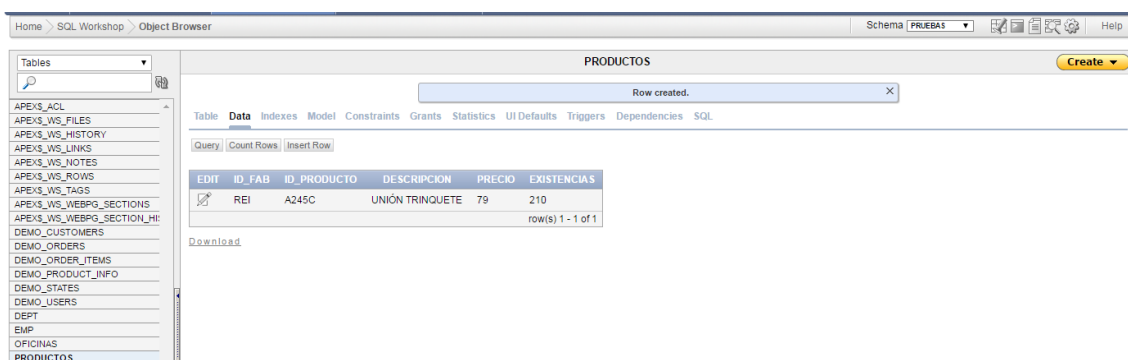 Home > SQL Workshop > Object Browser
Schema PRUEBAS
Help
Tables
APEX$_ACL
APEX$_WS_FILES
APEX$_WS_HISTORY
APEX$_WS_LINKS
APEX$_WS_NOTES
APEX$_WS_ROWS
APEX$_WS_TAGS
APEX$_WS_WEBPG_SECTIONS
APEX$_WS_WEBPG_SECTION_HI
DEMO_CUSTOMERS
DEMO_ORDERS
DEMO_ORDER_ITEMS
DEMO_PRODUCT_INFO
DEMO_STATES
DEMO_USERS
DEPT
EMP
OFICINAS
PRODUCTOS
PRODUCTOS
Create
Row created.
Table Data Indexes Model Constraints Grants Statistics UI Defaults Triggers Dependencies SQL
Query Count Rows Insert Row
EDIT ID_FAB ID_PRODUCTO DESCRIPCION PRECIO EXISTENCIAS
REI A245C UNIÓN TRINQUETE 79 210
row(s) 1 - 1 of 1
Download